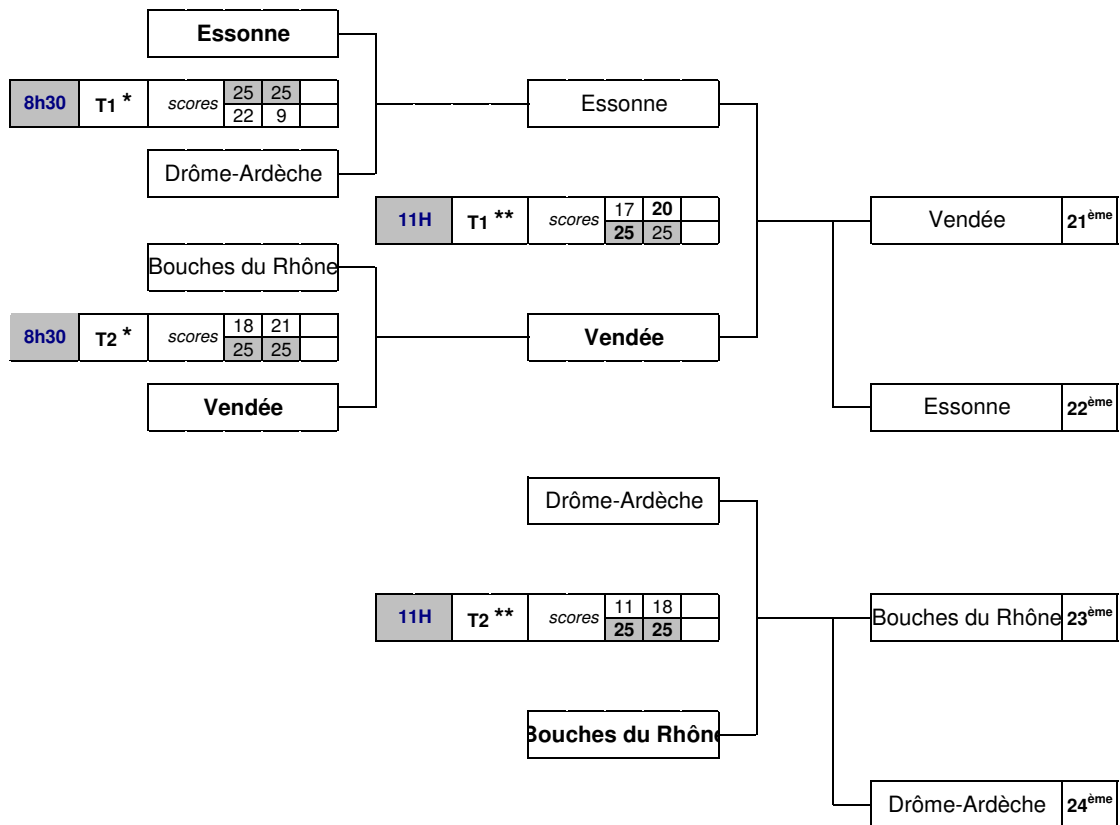 Essonne
8h30 T1 * scores 25 25
22 9
Essonne
Drôme-Ardèche
11H T1 ** scores 17 20
25 25
Vendée 21ème
Bouches du Rhône
8h30 T2 * scores 18 21
25 25
Vendée
Vendée
Essonne 22ème
Drôme-Ardèche
11H T2 ** scores 11 18
25 25
Bouches du Rhône 23ème
Bouches du Rhône
Drôme-Ardèche 24ème